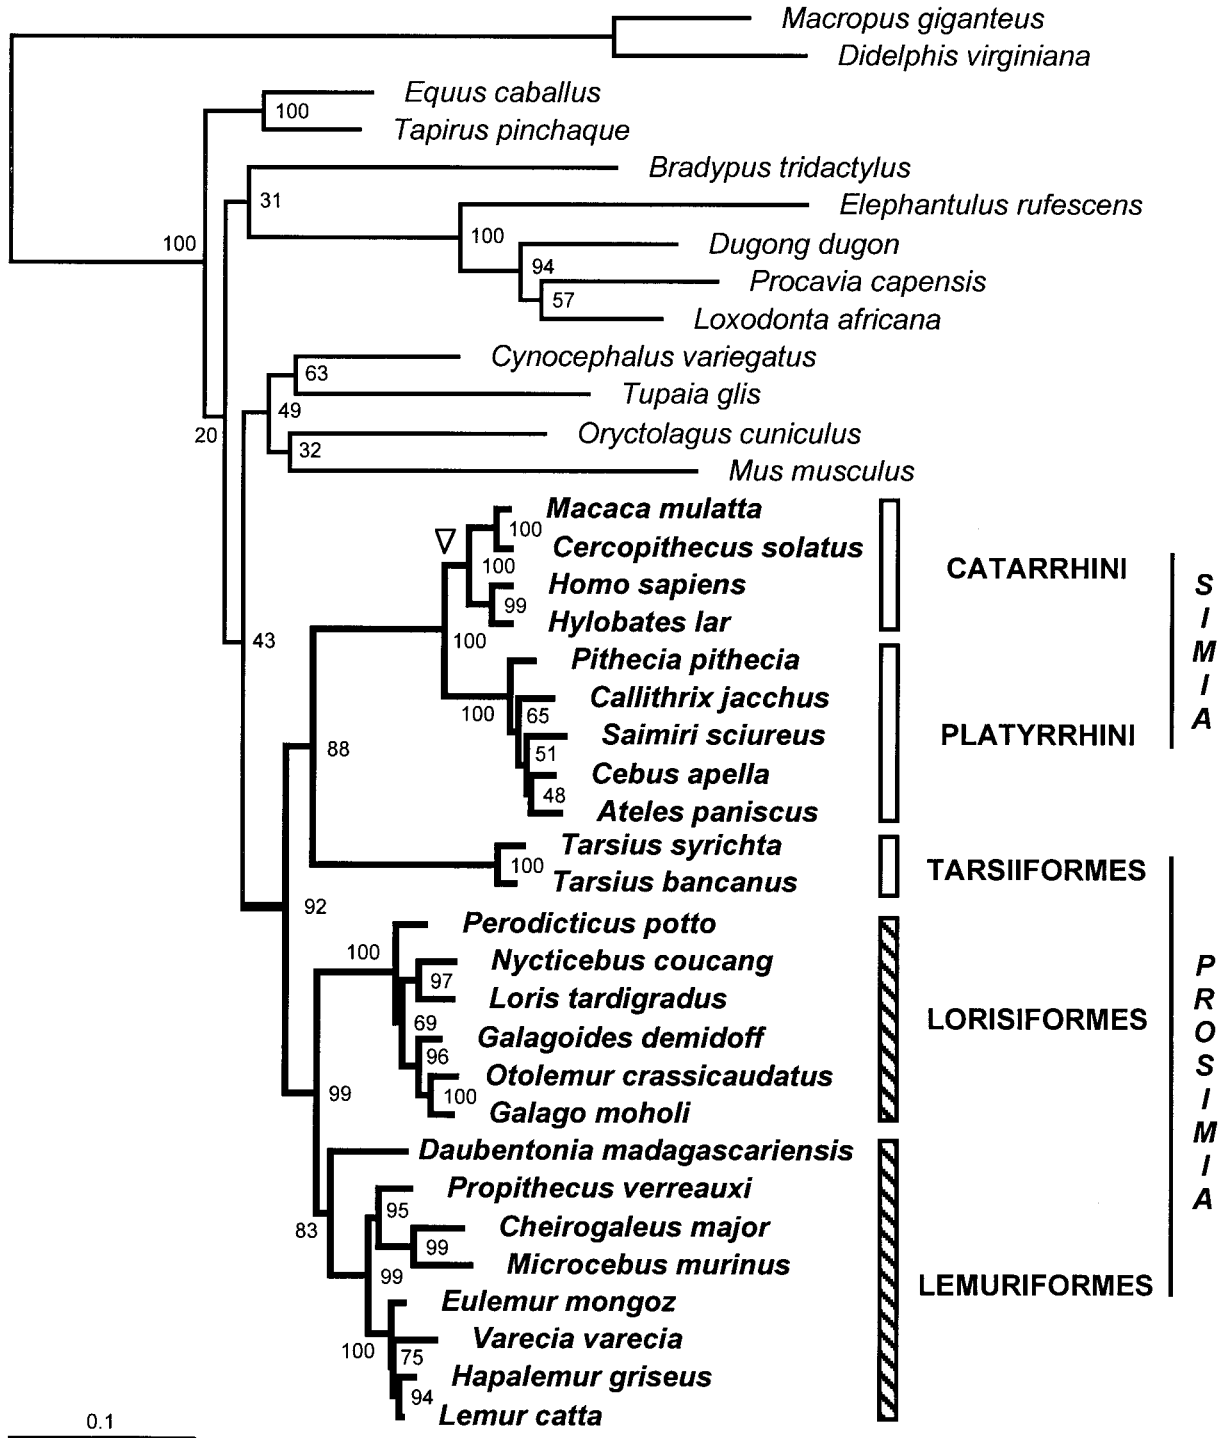 Macropus giganteus
Didelphis virginiana
Equus caballus
100
Tapirus pinchaque
Bradypus tridactylus
31
Elephantulus rufescens
100
100
Dugong dugon
94
Procavia capensis
57
Loxodonta africana
Cynocephalus variegatus
63
Tupaia glis
49
20
Oryctolagus cuniculus
32
Mus musculus
Macaca mulatta
100
Cercopithecus solatus
100
CATARRHINI
Homo sapiens
99
Hylobates lar
100
43
SIMIA
Pithecia pithecia
Callithrix jacchus
100
65
Saimiri sciureus
PLATYRRHINI
88
51
Cebus apella
48
Ateles paniscus
Tarsius syrichta
100
TARSIIFORMES
Tarsius bancanus
92
Perodicticus potto
100
Nycticebus coucang
97
Loris tardigradus
LORISIFORMES
69
Galagoides demidoff
96
Otolemur crassicaudatus
100
99
Galago moholi
PROSIMIA
Daubentonia madagascariensis
Propithecus verreauxi
95
83
Cheirogaleus major
99
Microcebus murinus
99
LEMURIFORMES
Eulemur mongoz
Varecia varecia
100
75
Hapalemur griseus
94
Lemur catta
0.1